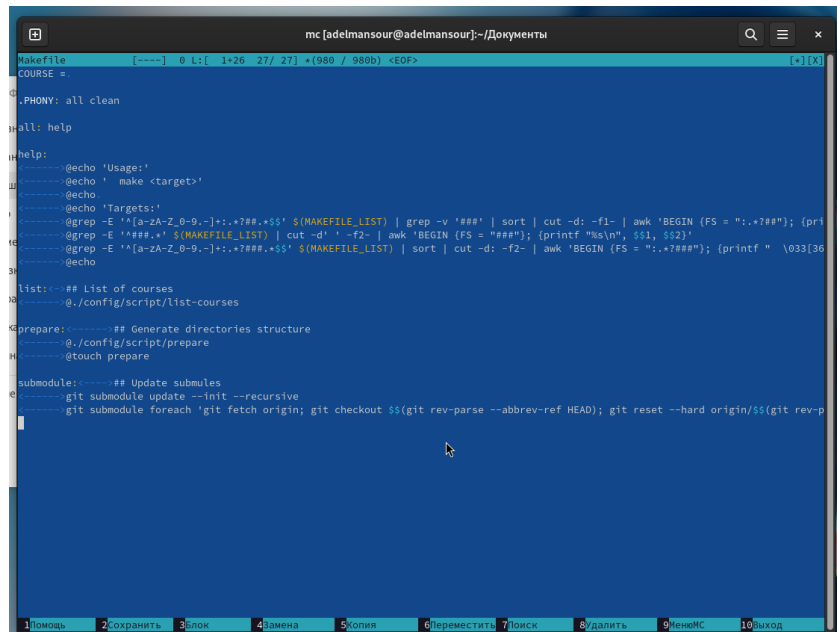 mc [adelmansour@adelmansour]:~/Документы
Makefile [----] 0 L:[ 1+26 27/ 27] *(980 / 980b) <EOF> [*][X]
COURSE =.
.PHONY: all clean
all: help
help:
<------>@echo 'Usage:'
<------>@echo '  make <target>'
<------>@echo.
<------>@echo 'Targets:'
<------>@grep -E '^[a-zA-Z_0-9.-]+:.*?##.*$$' $(MAKEFILE_LIST) | grep -v '###' | sort | cut -d: -f1- | awk 'BEGIN {FS = ":.*?##"}; {pri
<------>@grep -E '^###.*' $(MAKEFILE_LIST) | cut -d' ' -f2- | awk 'BEGIN {FS = "###"}; {printf "%s\n", $$1, $$2}'
<------>@grep -E '^[a-zA-Z_0-9.-]+:.*?###.*$$' $(MAKEFILE_LIST) | sort | cut -d: -f2- | awk 'BEGIN {FS = ":.*?###"}; {printf "  \033[36
<------>@echo
list:<->## List of courses
<------>@./config/script/list-courses
prepare:<------>## Generate directories structure
<------>@./config/script/prepare
<------>@touch prepare
submodule:<---->## Update submules
<------>git submodule update --init --recursive
<------>git submodule foreach 'git fetch origin; git checkout $$(git rev-parse --abbrev-ref HEAD); git reset --hard origin/$$(git rev-p
1Помощь 2Сохранить 3Блок 4Замена 5Копия 6Переместить 7Поиск 8Удалить 9МенюMC 10Выход